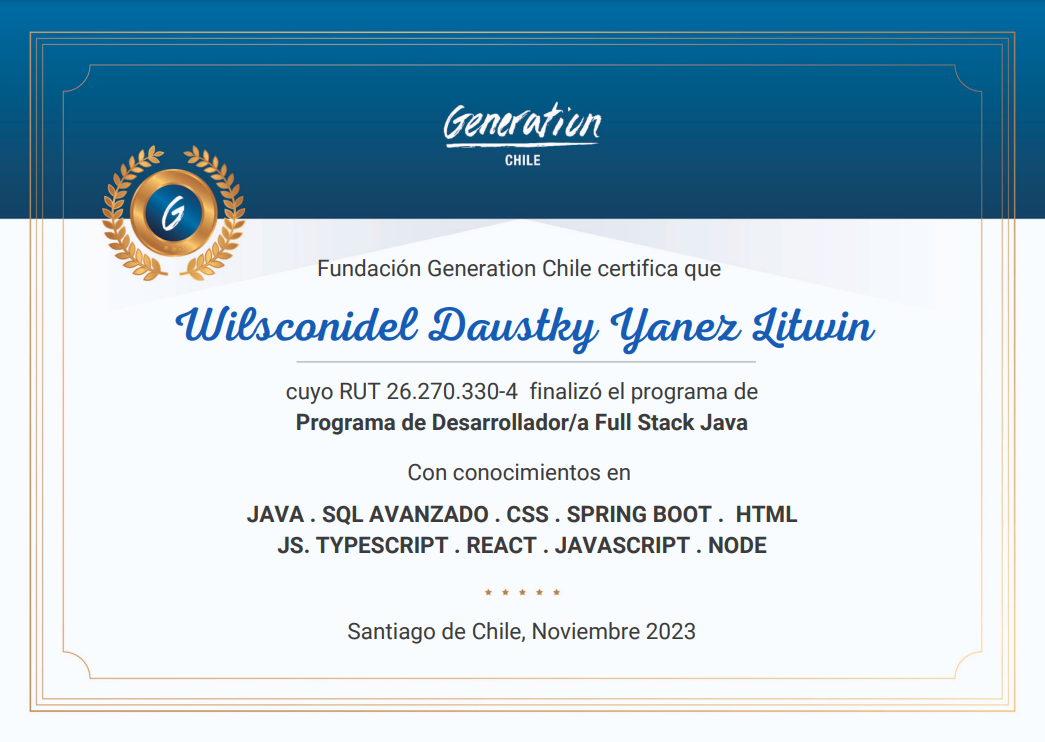 Generation
CHILE
G
Fundación Generation Chile certifica que
Wilsconidel Daustky Yanez Litwin
cuyo RUT 26.270.330-4 finalizó el programa de
Programa de Desarrollador/a Full Stack Java
Con conocimientos en
JAVA . SQL AVANZADO . CSS . SPRING BOOT . HTML
JS. TYPESCRIPT . REACT . JAVASCRIPT . NODE
Santiago de Chile, Noviembre 2023